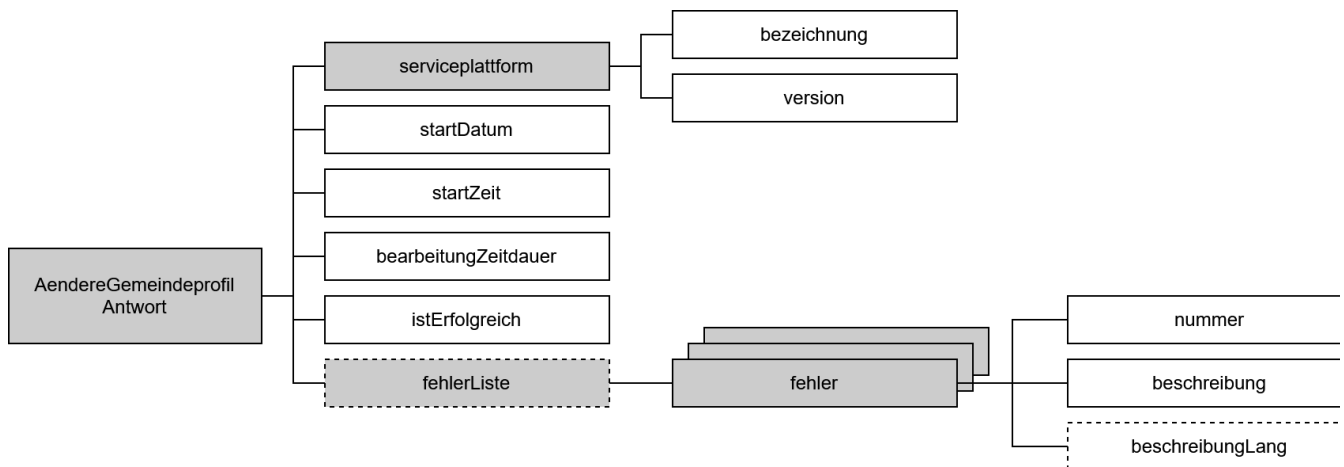 bezeichnung
serviceplattform
version
startDatum
startZeit
bearbeitungZeitdauer
AendereGemeindeprofil
Antwort
istErfolgreich
nummer
fehlerListe
fehler
beschreibung
beschreibungLang